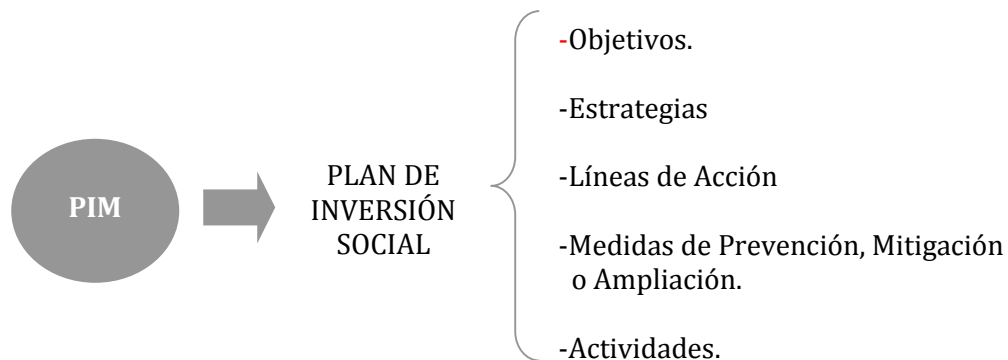 PIM
PLAN DE
INVERSIÓN
SOCIAL
-Objetivos.
-Estrategias
-Líneas de Acción
-Medidas de Prevención, Mitigación
o Ampliación.
-Actividades.